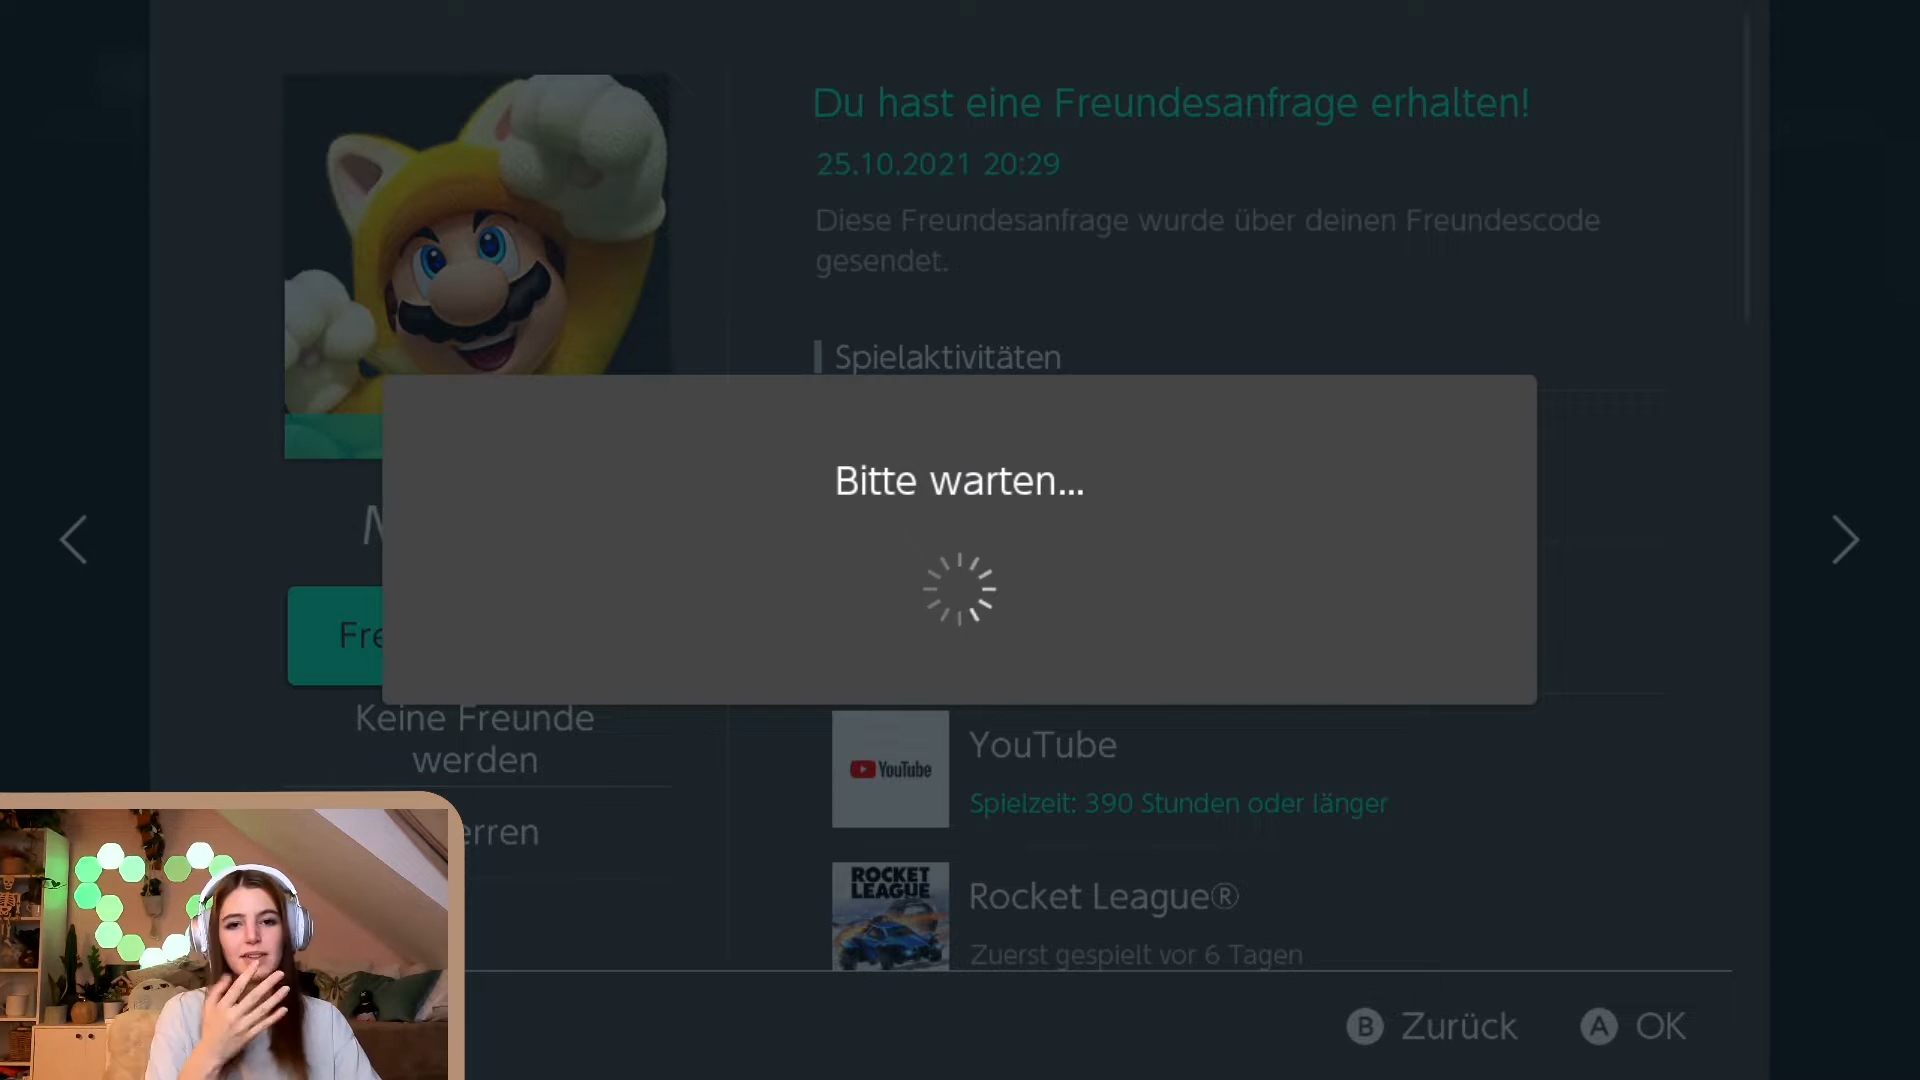 Du hast eine Freundesanfrage erhalten!
25.10.2021 20:29
Diese Freundesanfrage wurde über deinen Freundescode
gesendet.
Spielaktivitäten
Bitte warten...
Keine Freunde
werden
YouTube
YouTube
Spielzeit: 390 Stunden oder länger
ROCKET
LEAGUE
Rocket League®
Zuerst gespielt vor 6 Tagen
B Zurück
A OK